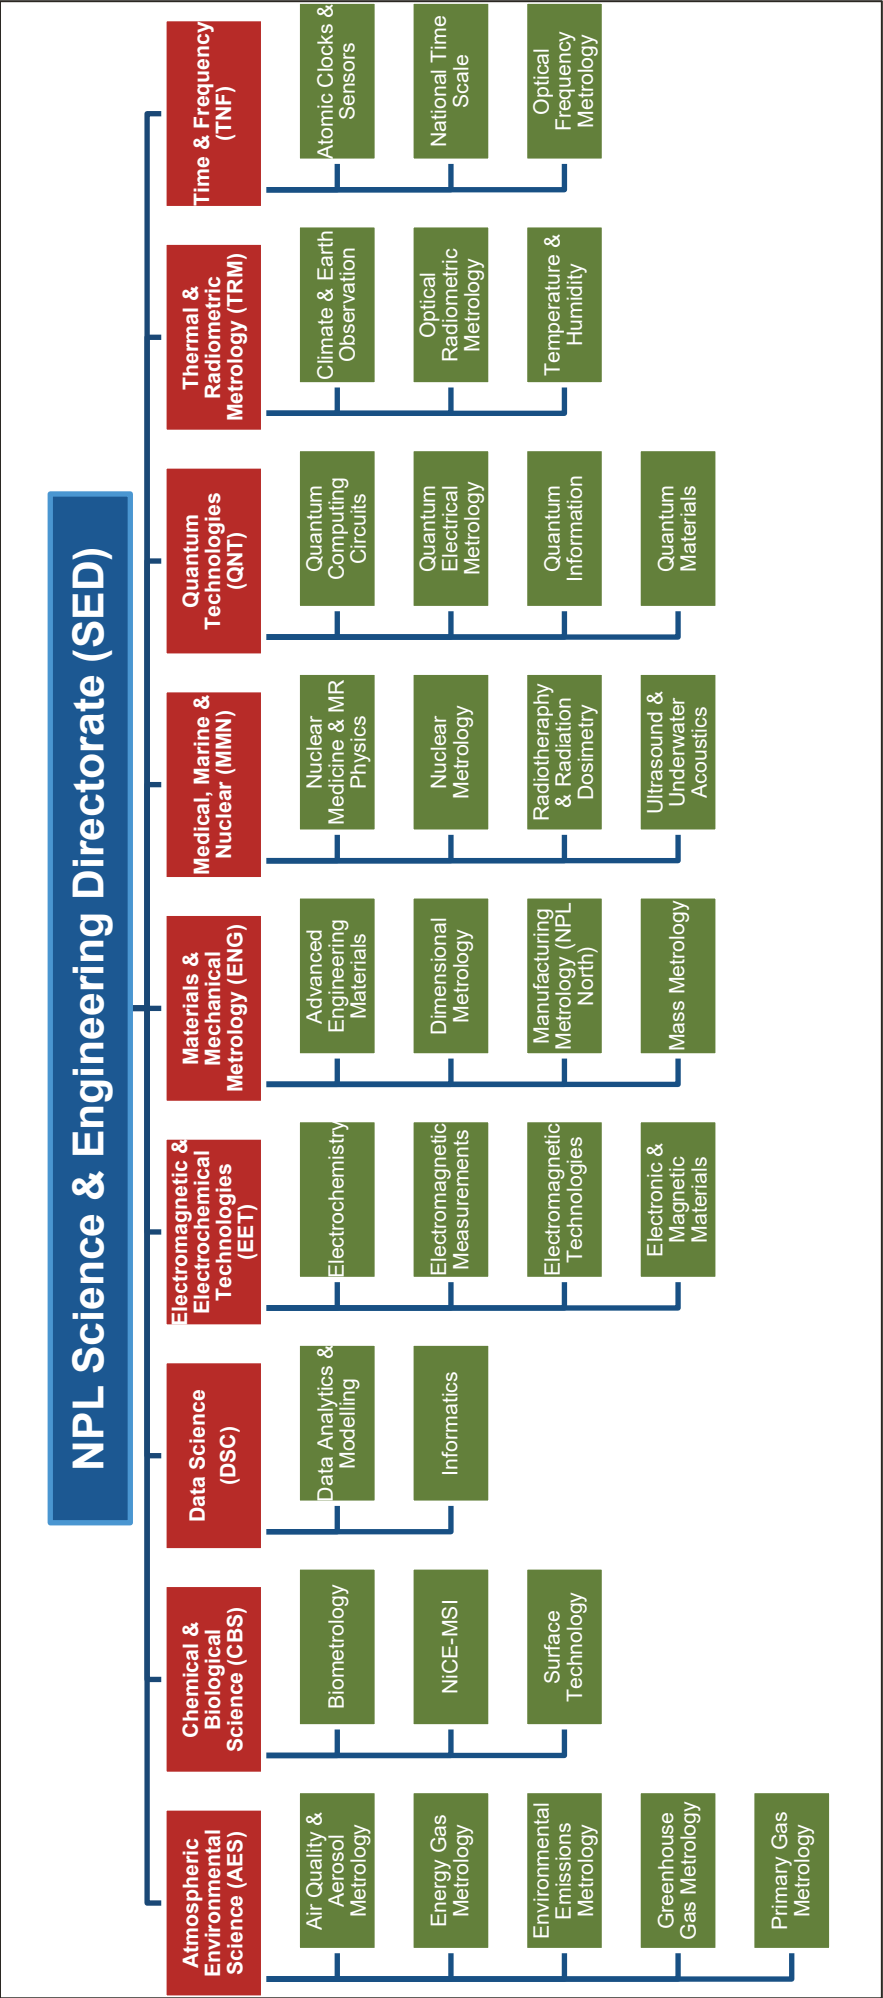 NPL Science & Engineering Directorate (SED)
Atmospheric
Environmental
Science (AES)
Air Quality &
Aerosol
Metrology
Energy Gas
Metrology
Environmental
Emissions
Metrology
Greenhouse
Gas Metrology
Primary Gas
Metrology
Chemical &
Biological
Science (CBS)
Biometrology
NiCE-MSI
Surface
Technology
Data Science
(DSC)
Data Analytics &
Modelling
Informatics
Electromagnetic &
Electrochemical
Technologies
(EET)
Electrochemistry
Electromagnetic
Measurements
Electromagnetic
Technologies
Electronic &
Magnetic
Materials
Materials &
Mechanical
Metrology (ENG)
Advanced
Engineering
Materials
Dimensional
Metrology
Manufacturing
Metrology (NPL
North)
Mass Metrology
Medical, Marine &
Nuclear (MMN)
Nuclear
Medicine & MR
Physics
Nuclear
Metrology
Radiotheraphy
& Radiation
Dosimetry
Ultrasound &
Underwater
Acoustics
Quantum
Technologies
(QNT)
Quantum
Computing
Circuits
Quantum
Electrical
Metrology
Quantum
Information
Quantum
Materials
Thermal &
Radiometric
Metrology (TRM)
Climate & Earth
Observation
Optical
Radiometric
Metrology
Temperature &
Humidity
Time & Frequency
(TNF)
Atomic Clocks &
Sensors
National Time
Scale
Optical
Frequency
Metrology